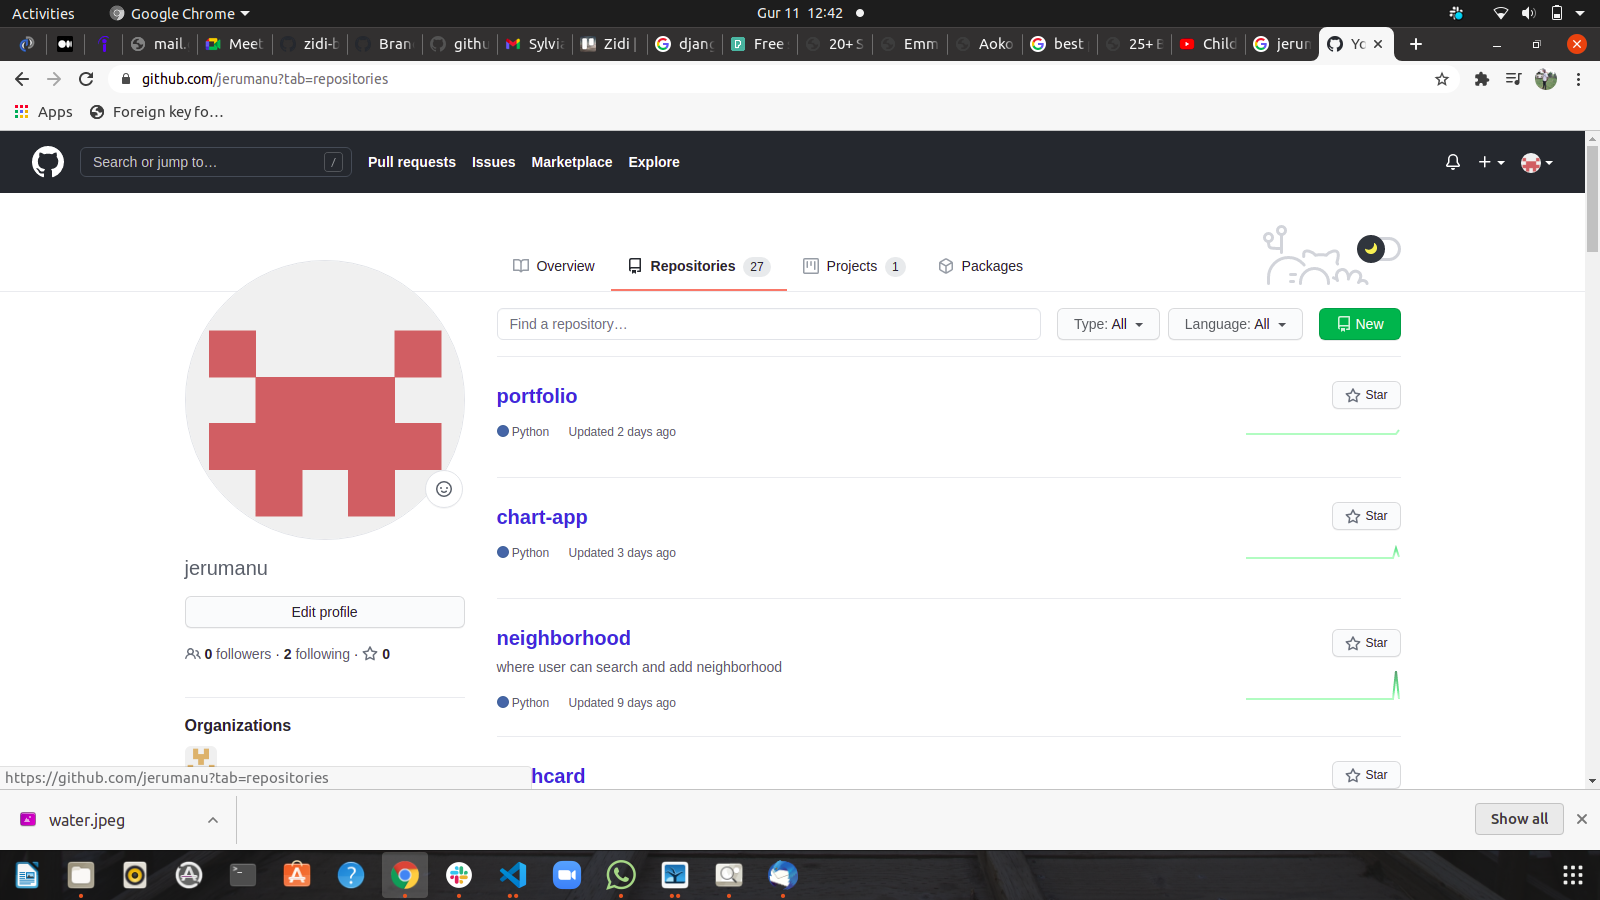 Activities Google Chrome Gur 11 12:42
mail. Meet zidi-b Bran githu Sylvia Zidi | djang Free 20+ S Emm Aoko best 25+ E Child jerun Yo
github.com/jerumanu?tab=repositories
Apps Foreign key fo…
Search or jump to… / Pull requests Issues Marketplace Explore
Overview Repositories 27 Projects 1 Packages
Find a repository… Type: All Language: All New
portfolio Star
Python Updated 2 days ago
chart-app Star
Python Updated 3 days ago
jerumanu
Edit profile
0 followers · 2 following · 0
neighborhood Star
where user can search and add neighborhood
Python Updated 9 days ago
Organizations
hcard Star
https://github.com/jerumanu?tab=repositories
water.jpeg Show all